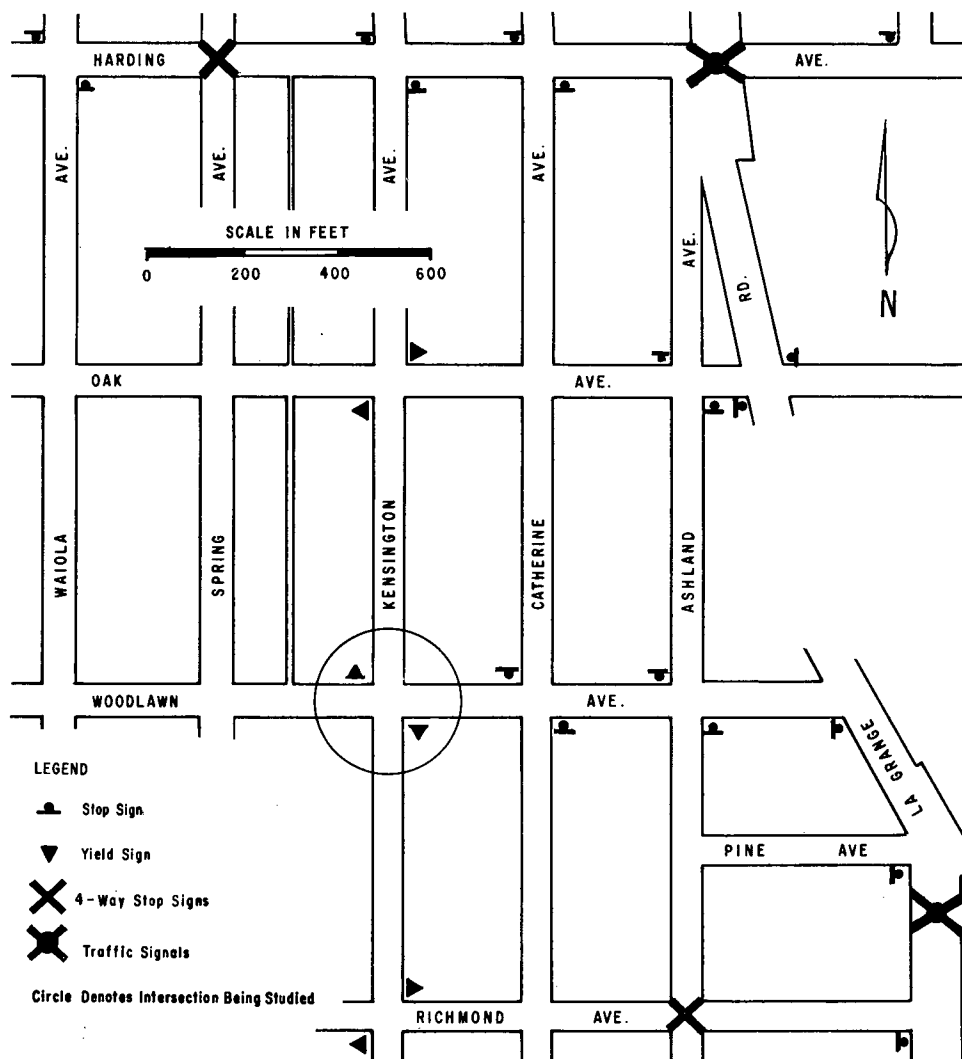 HARDING AVE.
AVE.
AVE.
AVE.
AVE.
AVE.
SCALE IN FEET
0 200 400 600
RD.
N
OAK AVE.
WAIOLA
SPRING
KENSINGTON
CATHERINE
ASHLAND
WOODLAWN AVE.
LA GRANGE
LEGEND
Stop Sign
Yield Sign
4-Way Stop Signs
Traffic Signals
Circle Denotes Intersection Being Studied
PINE AVE
RICHMOND AVE.